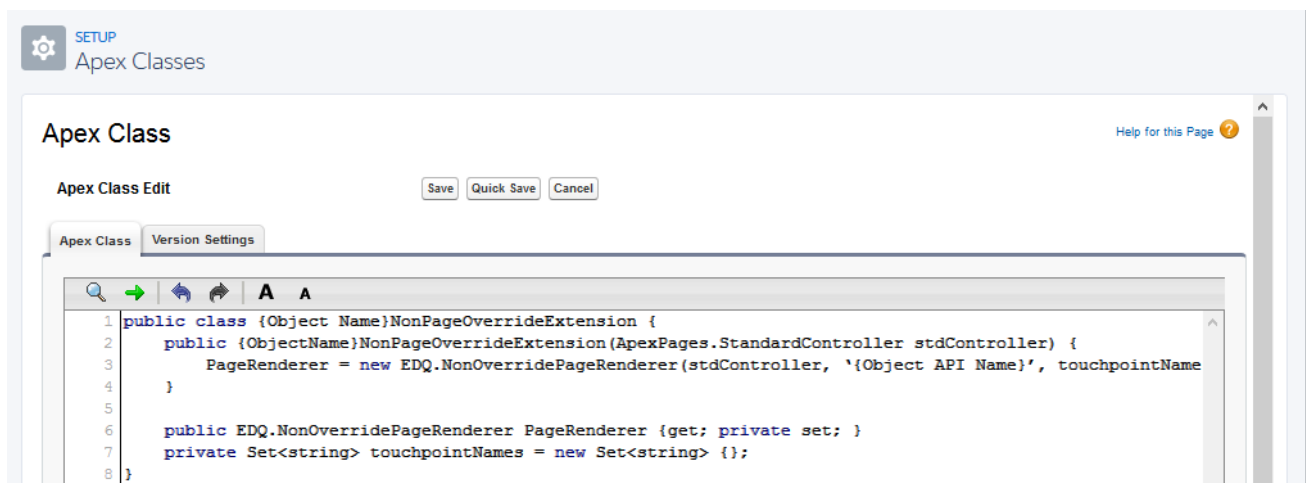 SETUP
Apex Classes
Apex Class
Help for this Page ?
Apex Class Edit
Save Quick Save Cancel
Apex Class Version Settings
A A
1 public class {Object Name}NonPageOverrideExtension {
2 public {ObjectName}NonPageOverrideExtension(ApexPages.StandardController stdController) {
3 PageRenderer = new EDQ.NonOverridePageRenderer(stdController, ‘{Object API Name}’, touchpointName
4 }
5
6 public EDQ.NonOverridePageRenderer PageRenderer {get; private set; }
7 private Set<string> touchpointNames = new Set<string> {};
8 }